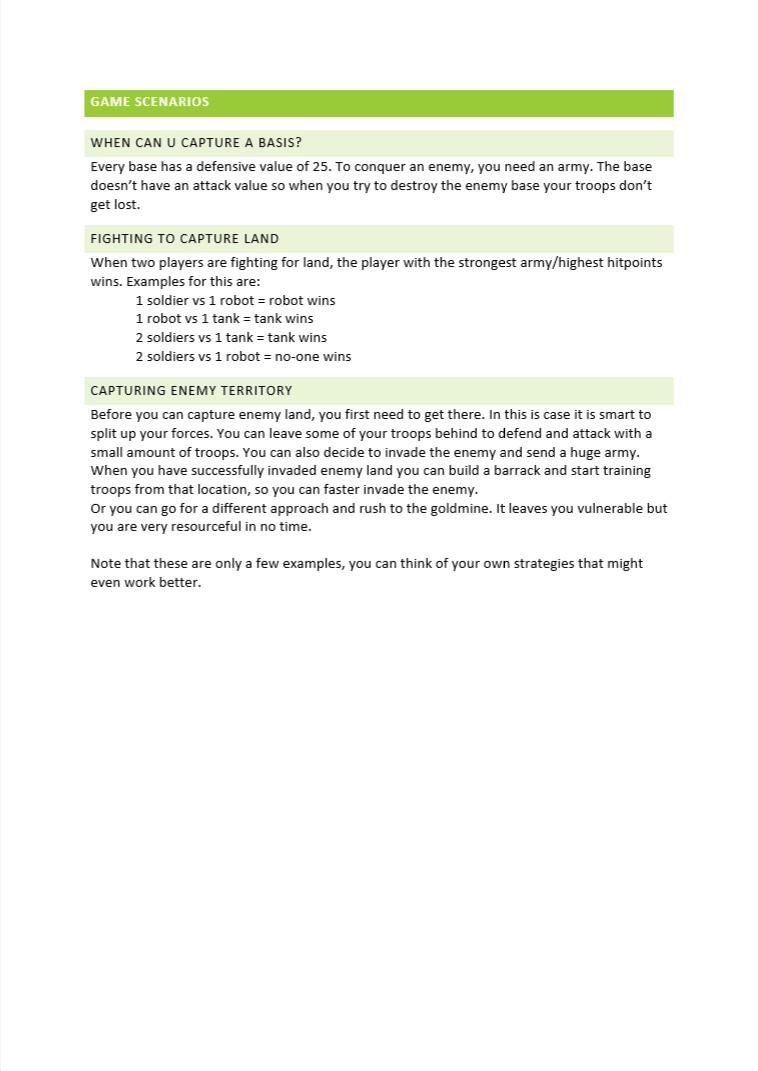 GAME SCENARIOS
WHEN CAN U CAPTURE A BASIS?
Every base has a defensive value of 25. To conquer an enemy, you need an army. The base
doesn’t have an attack value so when you try to destroy the enemy base your troops don’t
get lost.
FIGHTING TO CAPTURE LAND
When two players are fighting for land, the player with the strongest army/highest hitpoints
wins. Examples for this are:
1 soldier vs 1 robot = robot wins
1 robot vs 1 tank = tank wins
2 soldiers vs 1 tank = tank wins
2 soldiers vs 1 robot = no-one wins
CAPTURING ENEMY TERRITORY
Before you can capture enemy land, you first need to get there. In this is case it is smart to
split up your forces. You can leave some of your troops behind to defend and attack with a
small amount of troops. You can also decide to invade the enemy and send a huge army.
When you have successfully invaded enemy land you can build a barrack and start training
troops from that location, so you can faster invade the enemy.
Or you can go for a different approach and rush to the goldmine. It leaves you vulnerable but
you are very resourceful in no time.
Note that these are only a few examples, you can think of your own strategies that might
even work better.